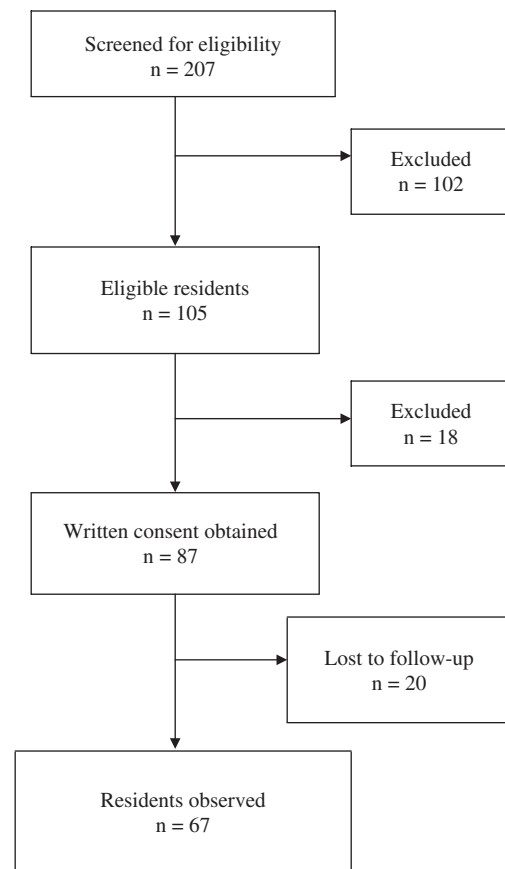 Screened for eligibility
n = 207
Excluded
n = 102
Eligible residents
n = 105
Excluded
n = 18
Written consent obtained
n = 87
Lost to follow-up
n = 20
Residents observed
n = 67